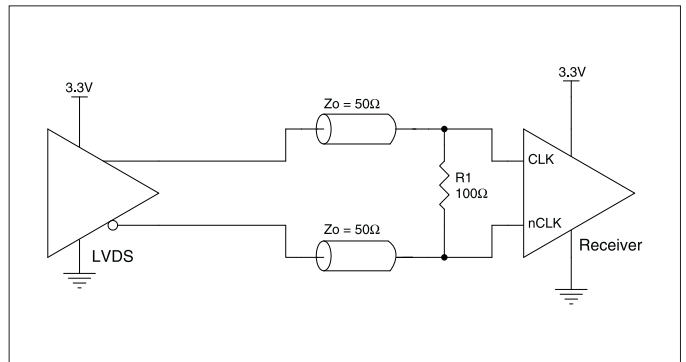 3.3V
3.3V
Zo = 50Ω
CLK
R1
100Ω
nCLK
Zo = 50Ω
LVDS
Receiver